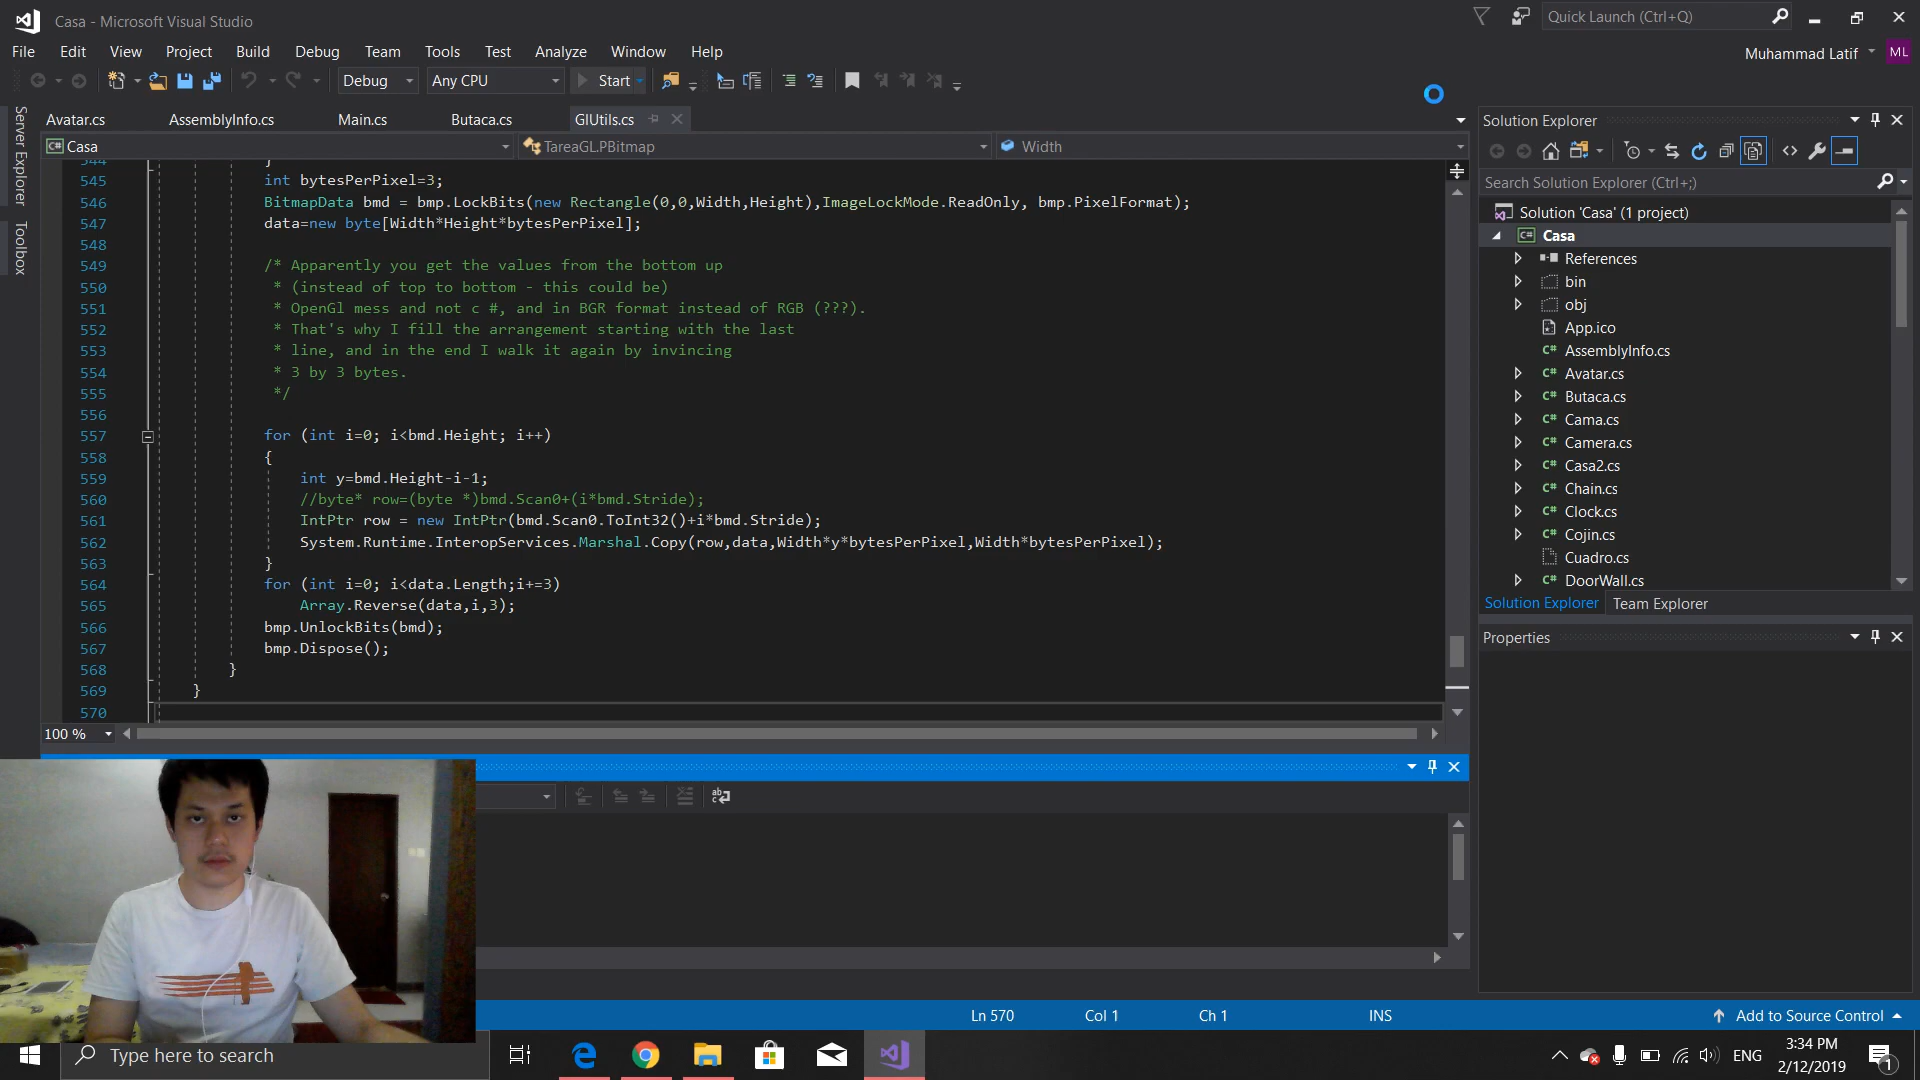 Casa - Microsoft Visual Studio
Quick Launch (Ctrl+Q)
File Edit View Project Build Debug Team Tools Test Analyze Window Help
Muhammad Latif ML
Debug Any CPU Start
Server Explorer
Toolbox
Avatar.cs AssemblyInfo.cs Main.cs Butaca.cs GlUtils.cs
C# Casa TareaGL.PBitmap Width
544 }
545 int bytesPerPixel=3;
546 BitmapData bmd = bmp.LockBits(new Rectangle(0,0,Width,Height),ImageLockMode.ReadOnly, bmp.PixelFormat);
547 data=new byte[Width*Height*bytesPerPixel];
548
549 /* Apparently you get the values from the bottom up
550 * (instead of top to bottom - this could be)
551 * OpenGl mess and not c #, and in BGR format instead of RGB (???).
552 * That's why I fill the arrangement starting with the last
553 * line, and in the end I walk it again by invincing
554 * 3 by 3 bytes.
555 */
556
557 for (int i=0; i<bmd.Height; i++)
558 {
559 int y=bmd.Height-i-1;
560 //byte* row=(byte *)bmd.Scan0+(i*bmd.Stride);
561 IntPtr row = new IntPtr(bmd.Scan0.ToInt32()+i*bmd.Stride);
562 System.Runtime.InteropServices.Marshal.Copy(row,data,Width*y*bytesPerPixel,Width*bytesPerPixel);
563 }
564 for (int i=0; i<data.Length;i+=3)
565 Array.Reverse(data,i,3);
566 bmp.UnlockBits(bmd);
567 bmp.Dispose();
568 }
569 }
570
100 %
Solution Explorer
Search Solution Explorer (Ctrl+;)
Solution 'Casa' (1 project)
C# Casa
References
bin
obj
App.ico
C# AssemblyInfo.cs
C# Avatar.cs
C# Butaca.cs
C# Cama.cs
C# Camera.cs
C# Casa2.cs
C# Chain.cs
C# Clock.cs
C# Cojin.cs
Cuadro.cs
C# DoorWall.cs
Solution Explorer Team Explorer
Properties
Ln 570 Col 1 Ch 1 INS Add to Source Control
Type here to search
ENG
3:34 PM
2/12/2019
1